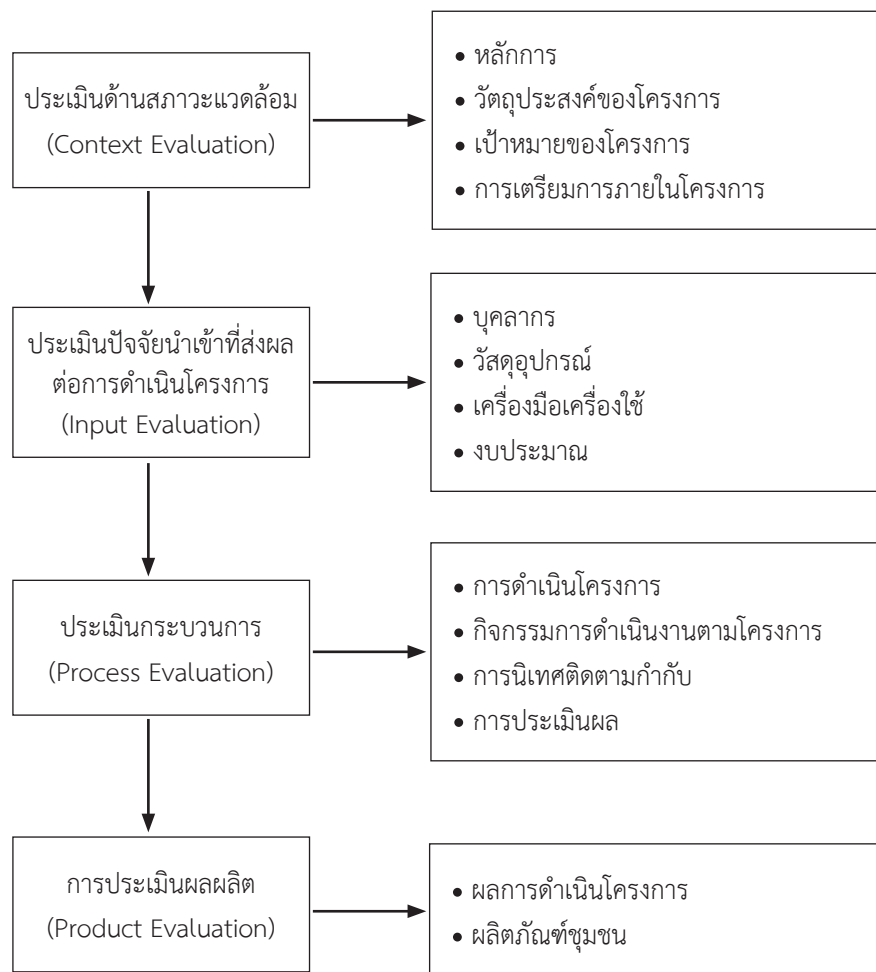 ประเมินด้านสภาวะแวดล้อม
(Context Evaluation)
• หลักการ
• วัตถุประสงค์ของโครงการ
• เป้าหมายของโครงการ
• การเตรียมการภายในโครงการ
ประเมินปัจจัยนำเข้าที่ส่งผล
ต่อการดำเนินโครงการ
(Input Evaluation)
• บุคลากร
• วัสดุอุปกรณ์
• เครื่องมือเครื่องใช้
• งบประมาณ
ประเมินกระบวนการ
(Process Evaluation)
• การดำเนินโครงการ
• กิจกรรมการดำเนินงานตามโครงการ
• การนิเทศติดตามกำกับ
• การประเมินผล
การประเมินผลผลิต
(Product Evaluation)
• ผลการดำเนินโครงการ
• ผลิตภัณฑ์ชุมชน